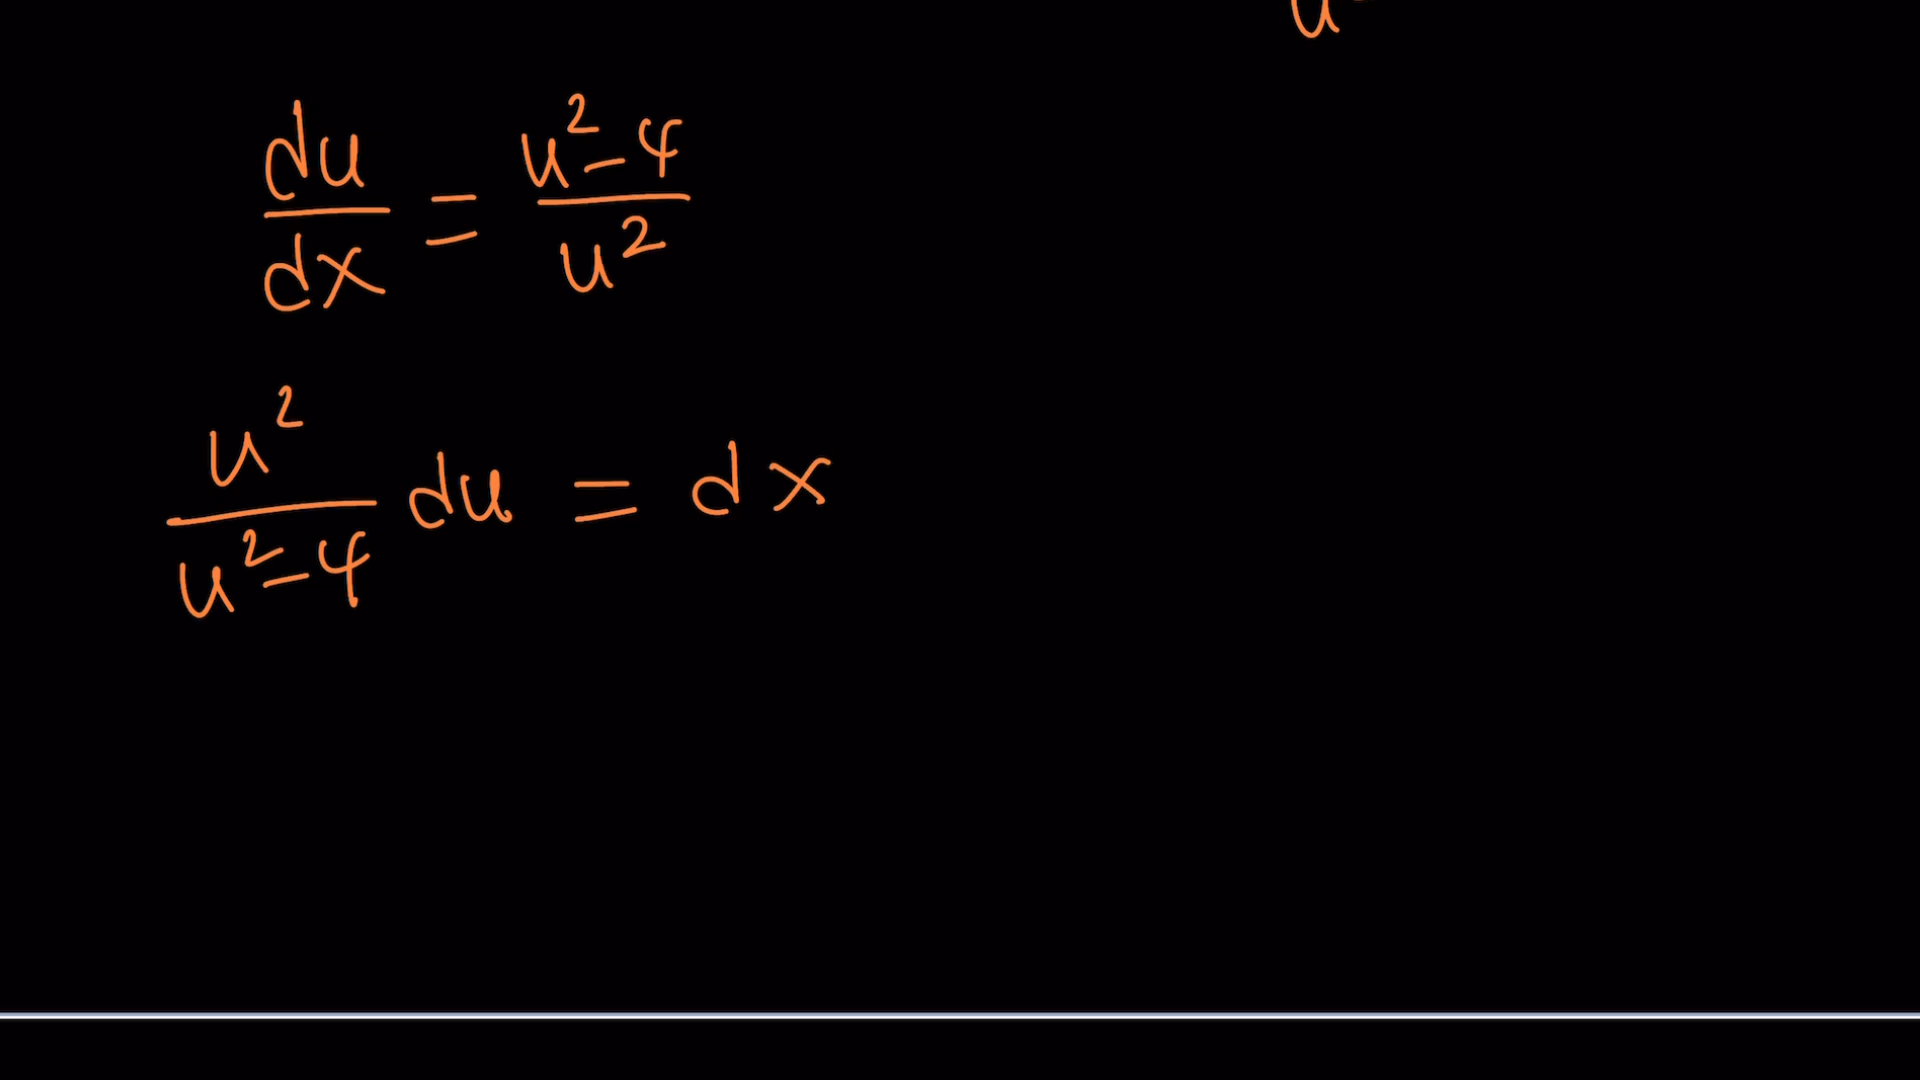 u
du/dx = (u² - 4)/u²
u²/(u² - 4) du = dx